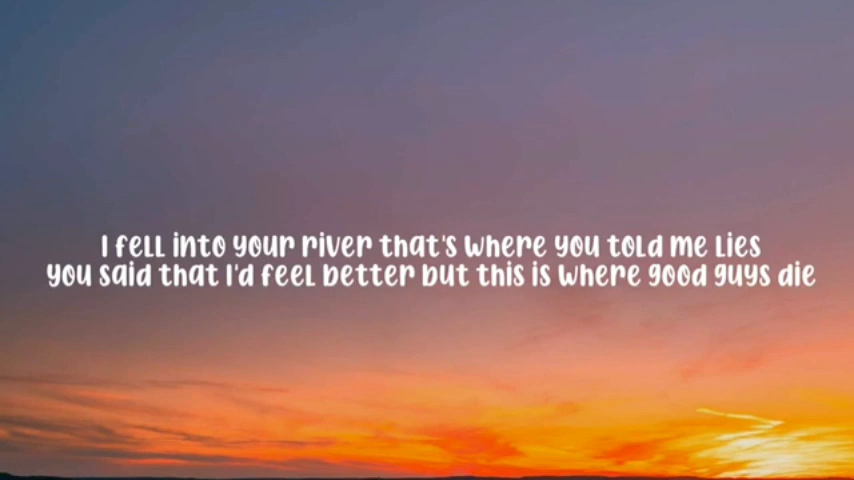 I fell into your river that's where you told me lies
you said that I'd feel better but this is where good guys die